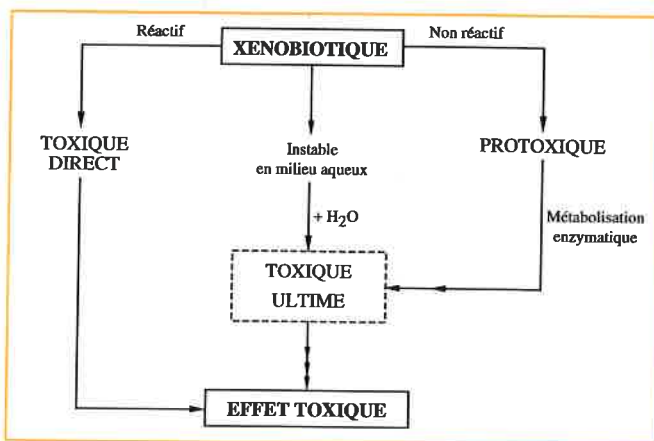 Réactif
XENOBIOTIQUE
Non réactif
TOXIQUE
DIRECT
Instable
en milieu aqueux
PROTOXIQUE
+ H₂O
Métabolisation
enzymatique
TOXIQUE
ULTIME
EFFET TOXIQUE